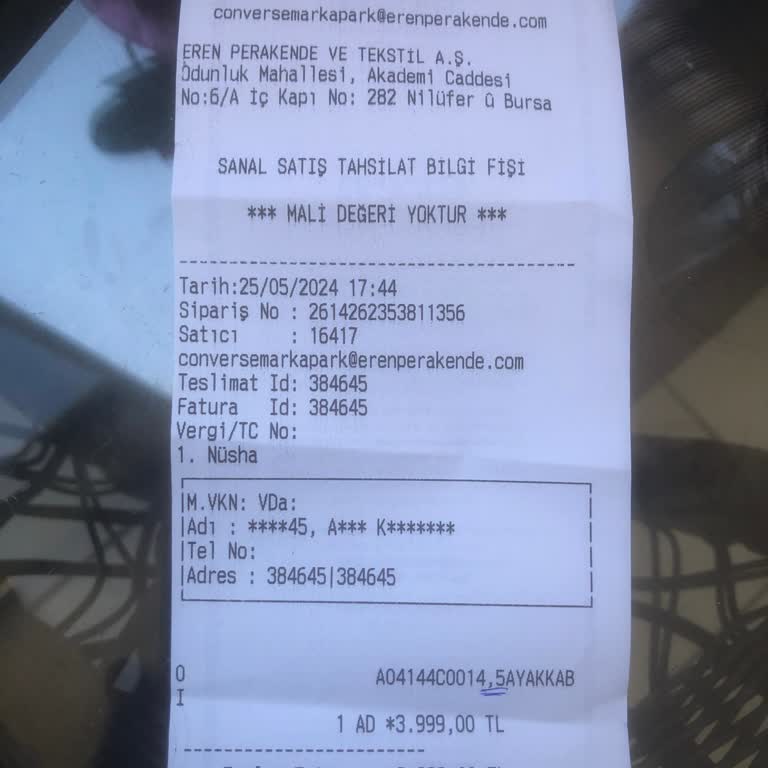 conversemarkapark@erenperakende.com
EREN PERAKENDE VE TEKSTİL A.Ş.
Odunluk Mahallesi, Akademi Caddesi
No:6/A İç Kapı No: 282 Nilüfer û Bursa
SANAL SATIŞ TAHSİLAT BİLGİ FİŞİ
*** MALİ DEĞERİ YOKTUR ***
Tarih:25/05/2024 17:44
Sipariş No : 2614262353811356
Satıcı : 16417
conversemarkapark@erenperakende.com
Teslimat Id: 384645
Fatura Id: 384645
Vergi/TC No:
1. Nüsha
M.VKN: VDa:
Adı : ****45, A*** K*******
Tel No:
Adres : 384645|384645
O A04144C0014,5AYAKKAB
I
1 AD *3.999,00 TL